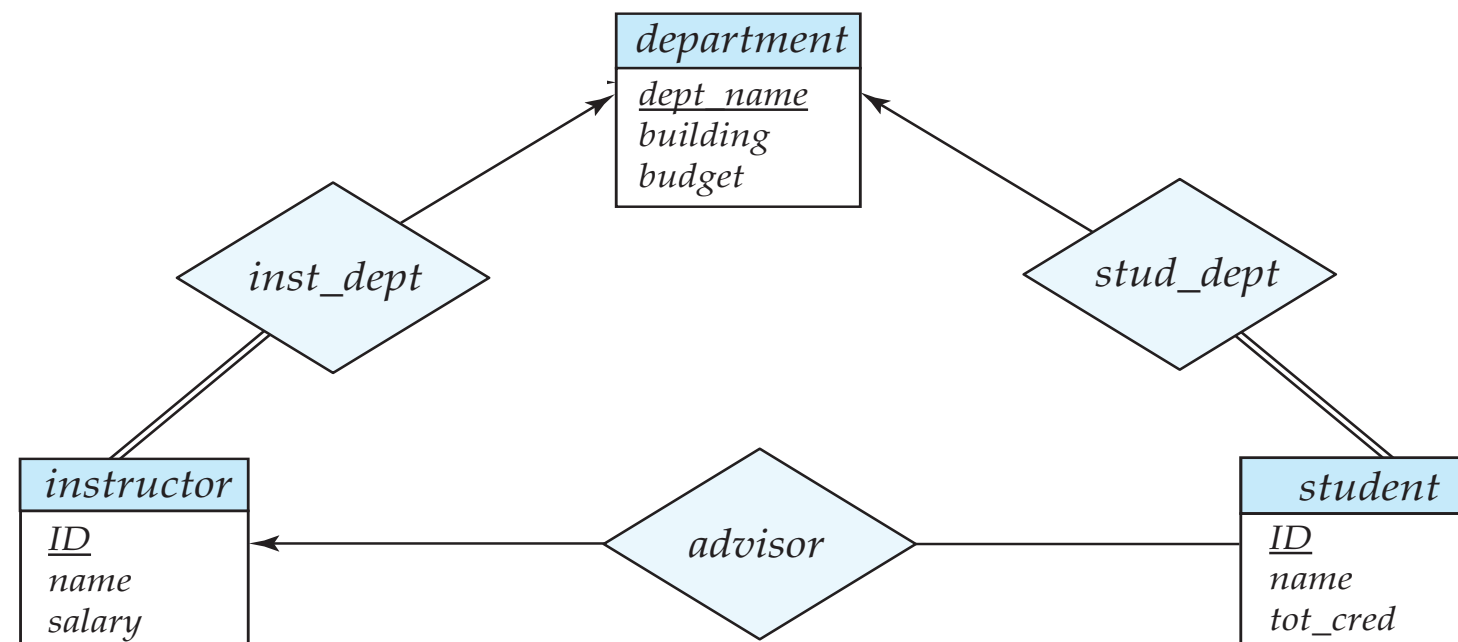 department
dept_name
building
budget
inst_dept
stud_dept
instructor
ID
name
salary
advisor
student
ID
name
tot_cred